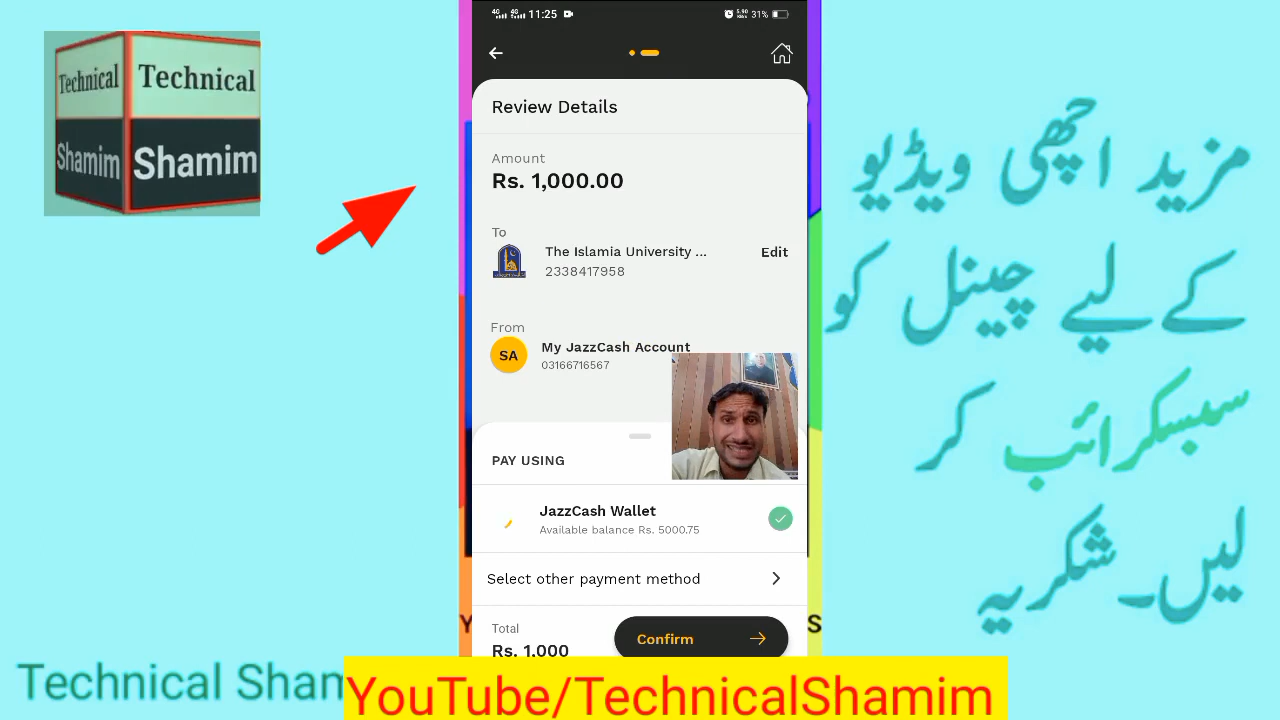 4G 4G 11:25
31%
Technical Technical
Shamim Shamim
Review Details
Amount
Rs. 1,000.00
To
The Islamia University ...
2338417958
Edit
From
SA
My JazzCash Account
03166716567
PAY USING
JazzCash Wallet
Available balance Rs. 5000.75
Select other payment method
Total
Rs. 1,000
Confirm
مزید اچھی ویڈیو
کے لیے چینل کو
سبسکرائب کر
لیں۔ شکریہ
Technical Sham
YouTube/TechnicalShamim